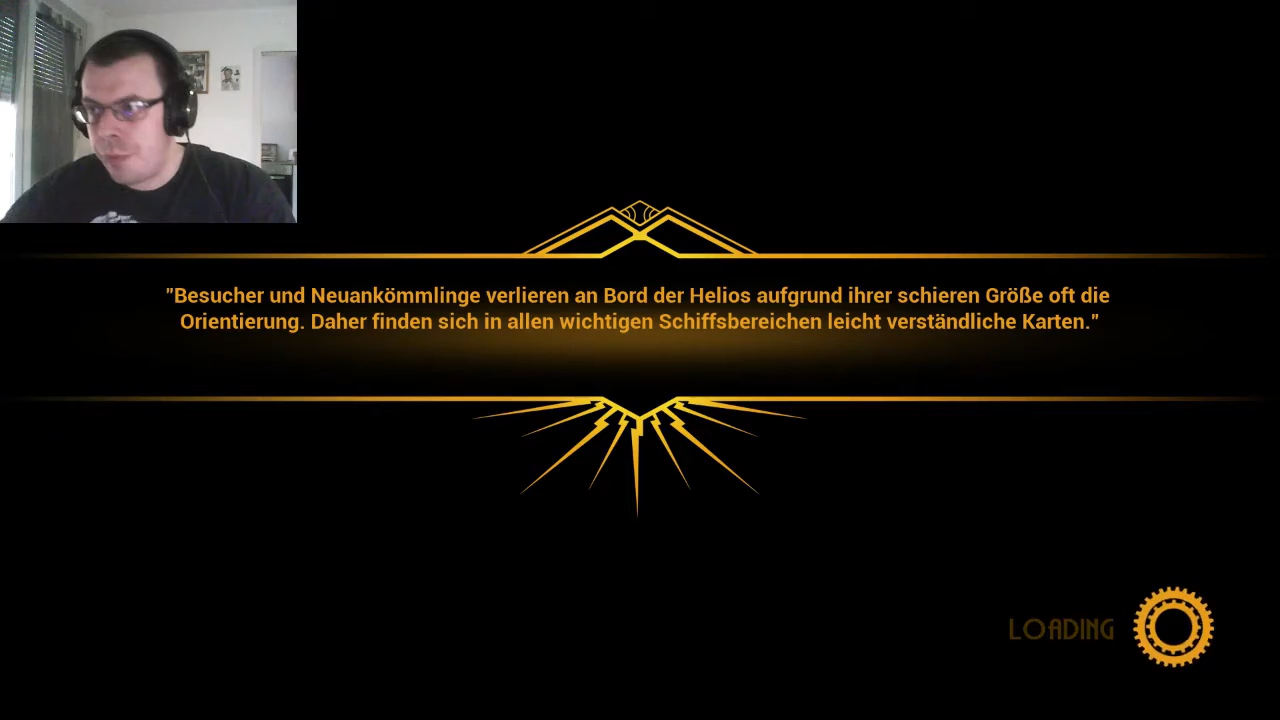 "Besucher und Neuankömmlinge verlieren an Bord der Helios aufgrund ihrer schieren Größe oft die
Orientierung. Daher finden sich in allen wichtigen Schiffsbereichen leicht verständliche Karten."
LOADING